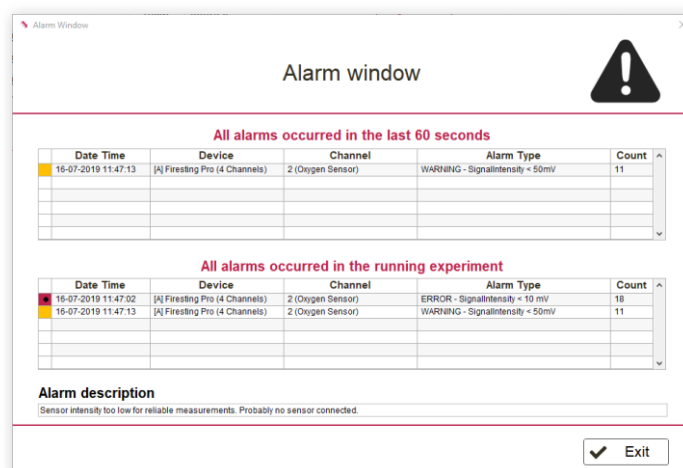 Alarm Window
Alarm window
All alarms occurred in the last 60 seconds
Date Time Device Channel Alarm Type Count
16-07-2019 11:47:13 [A] Firesting Pro (4 Channels) 2 (Oxygen Sensor) WARNING - SignalIntensity < 50mV 11
All alarms occurred in the running experiment
Date Time Device Channel Alarm Type Count
16-07-2019 11:47:02 [A] Firesting Pro (4 Channels) 2 (Oxygen Sensor) ERROR - SignalIntensity < 10 mV 18
16-07-2019 11:47:13 [A] Firesting Pro (4 Channels) 2 (Oxygen Sensor) WARNING - SignalIntensity < 50mV 11
Alarm description
Sensor intensity too low for reliable measurements. Probably no sensor connected.
Exit